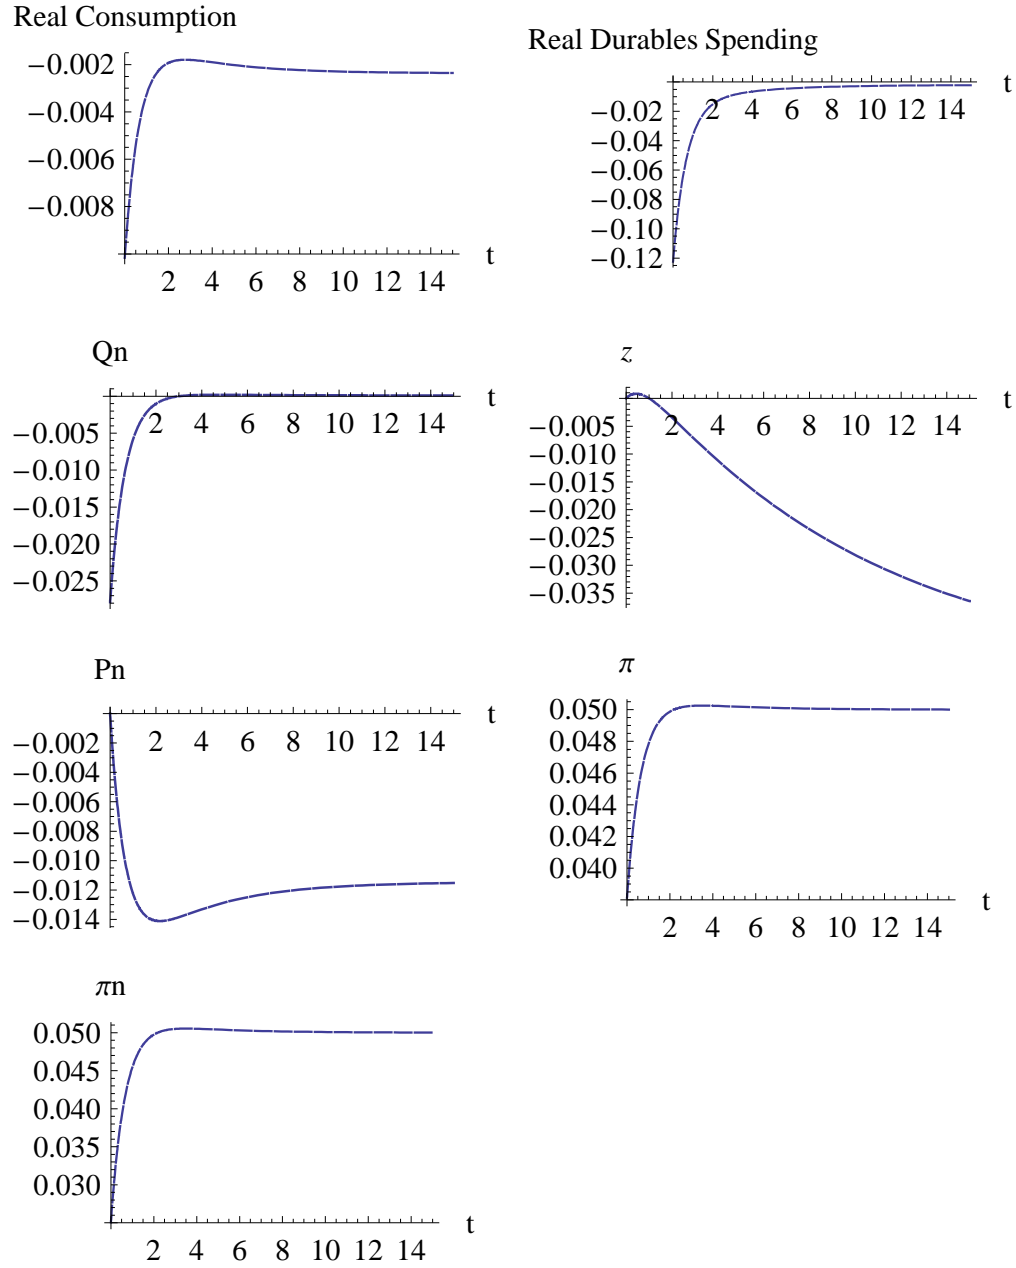 Real Consumption
−0.002
−0.004
−0.006
−0.008
2 4 6 8 10 12 14
t
Real Durables Spending
t
2 4 6 8 10 12 14
−0.02
−0.04
−0.06
−0.08
−0.10
−0.12
Qn
t
2 4 6 8 10 12 14
−0.005
−0.010
−0.015
−0.020
−0.025
z
t
2 4 6 8 10 12 14
−0.005
−0.010
−0.015
−0.020
−0.025
−0.030
−0.035
Pn
t
2 4 6 8 10 12 14
−0.002
−0.004
−0.006
−0.008
−0.010
−0.012
−0.014
π
0.050
0.048
0.046
0.044
0.042
0.040
t
2 4 6 8 10 12 14
πn
0.050
0.045
0.040
0.035
0.030
t
2 4 6 8 10 12 14